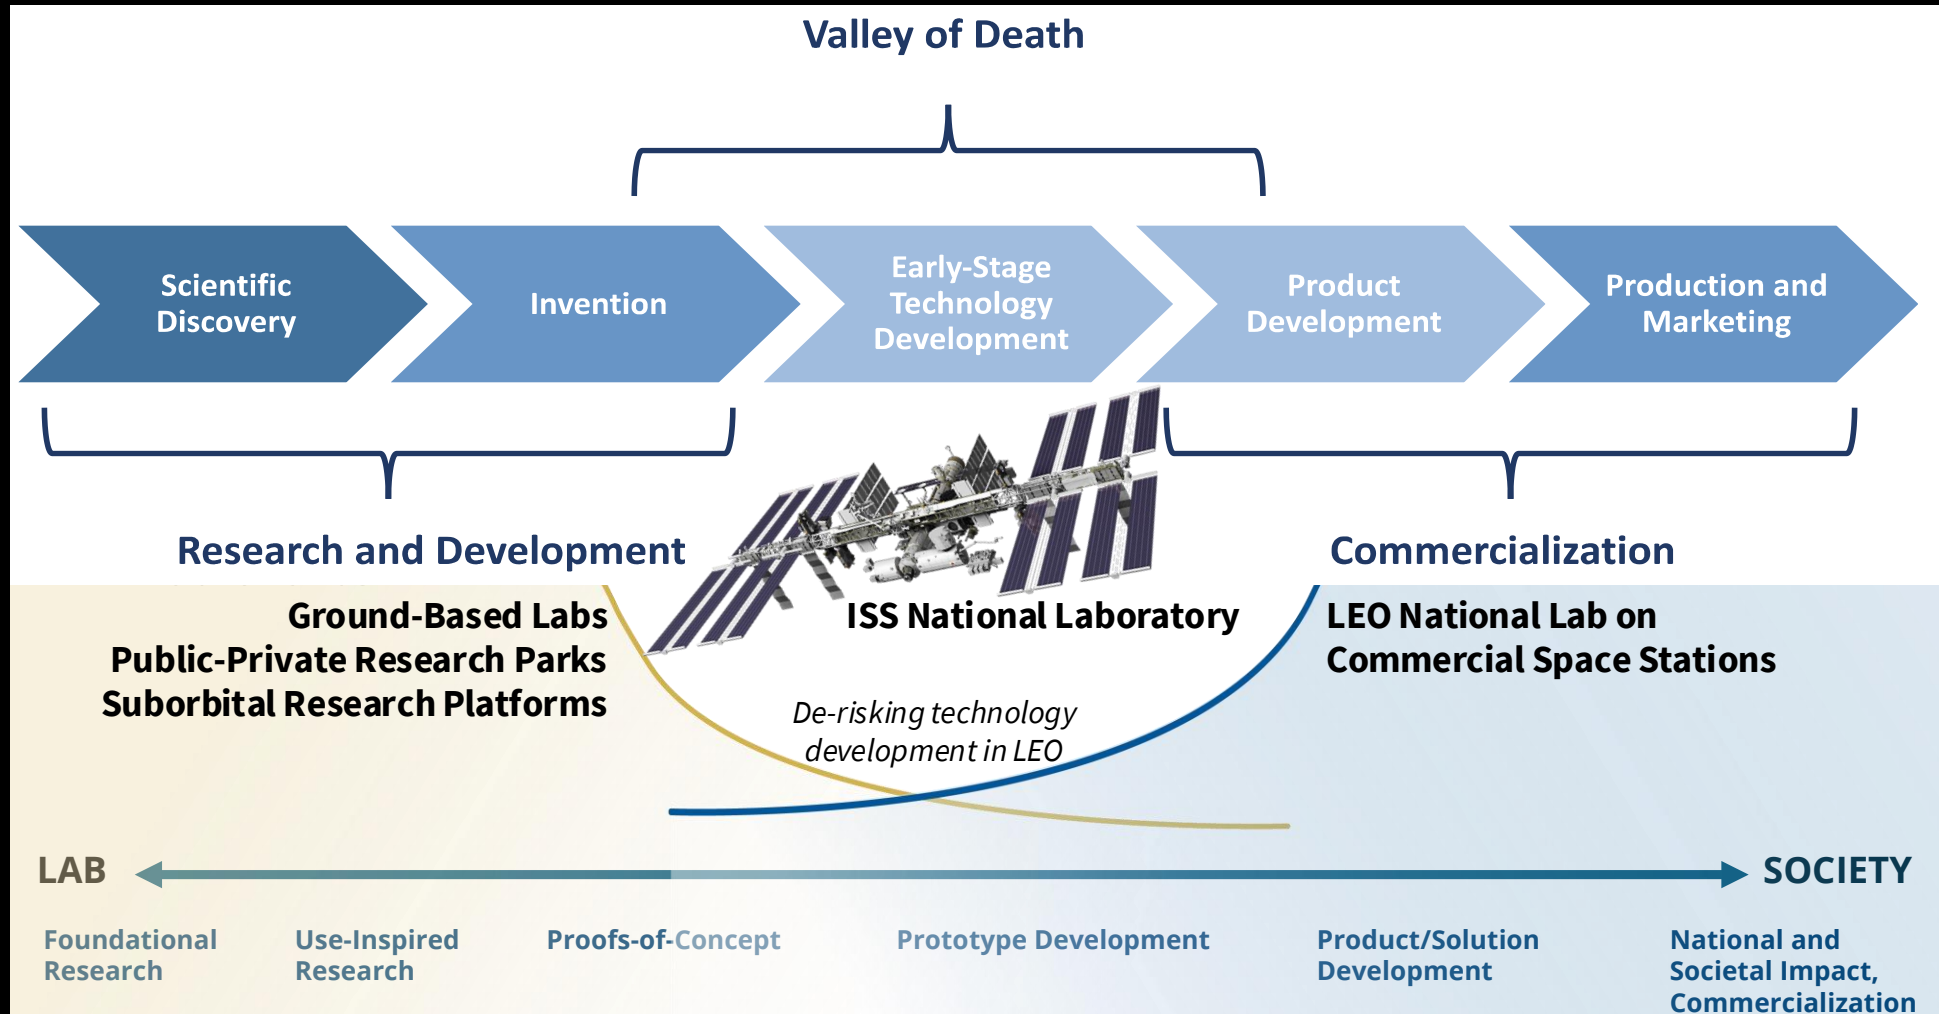 Valley of Death
Scientific
Discovery
Invention
Early-Stage
Technology
Development
Product
Development
Production and
Marketing
Research and Development
Commercialization
Ground-Based Labs
Public-Private Research Parks
Suborbital Research Platforms
ISS National Laboratory
De-risking technology
development in LEO
LEO National Lab on
Commercial Space Stations
LAB
SOCIETY
Foundational
Research
Use-Inspired
Research
Proofs-of-Concept
Prototype Development
Product/Solution
Development
National and
Societal Impact,
Commercialization